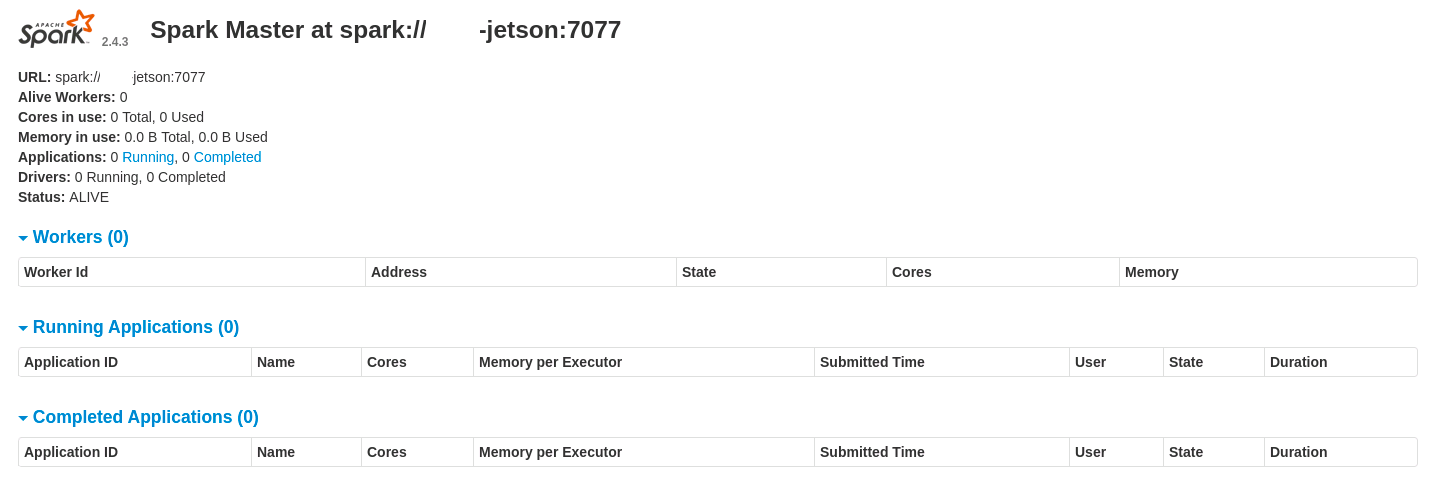 APACHE Spark 2.4.3 Spark Master at spark:// -jetson:7077
URL: spark:// -jetson:7077
Alive Workers: 0
Cores in use: 0 Total, 0 Used
Memory in use: 0.0 B Total, 0.0 B Used
Applications: 0 Running, 0 Completed
Drivers: 0 Running, 0 Completed
Status: ALIVE
Workers (0)
Worker Id Address State Cores Memory
Running Applications (0)
Application ID Name Cores Memory per Executor Submitted Time User State Duration
Completed Applications (0)
Application ID Name Cores Memory per Executor Submitted Time User State Duration